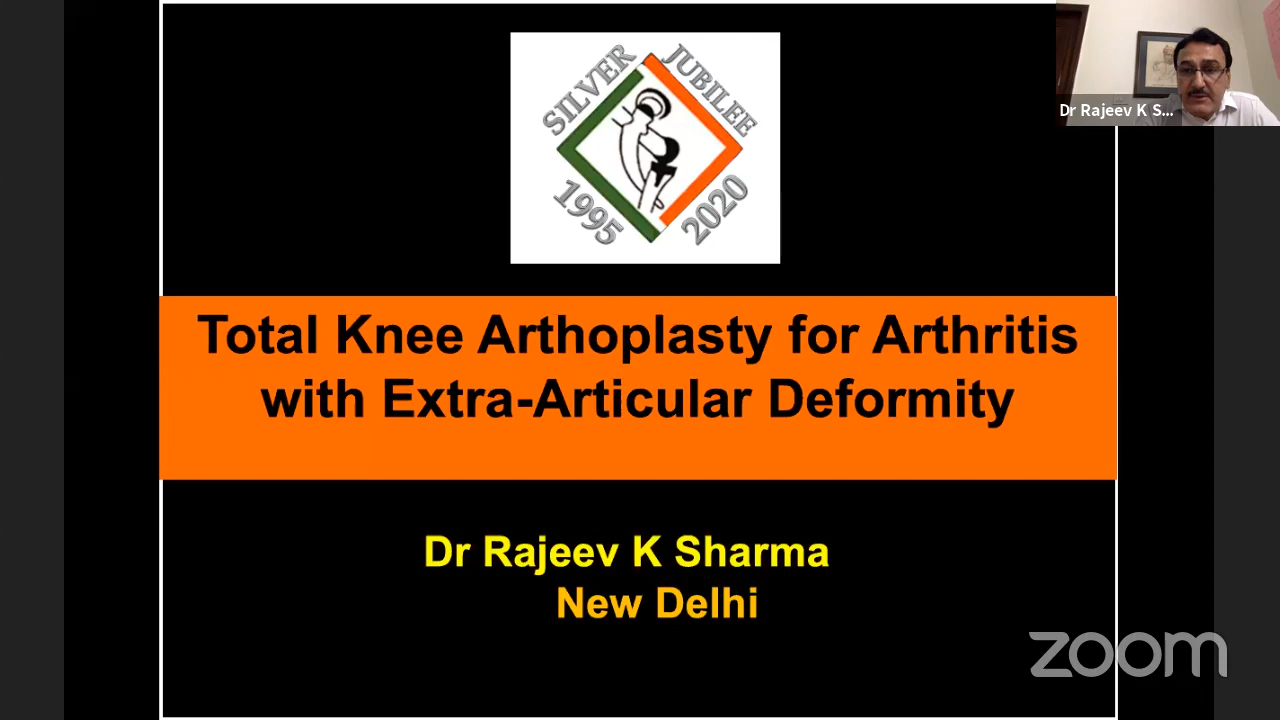 SILVER JUBILEE
1995 2020
Dr Rajeev K S...
Total Knee Arthoplasty for Arthritis
with Extra-Articular Deformity
Dr Rajeev K Sharma
New Delhi
zoom